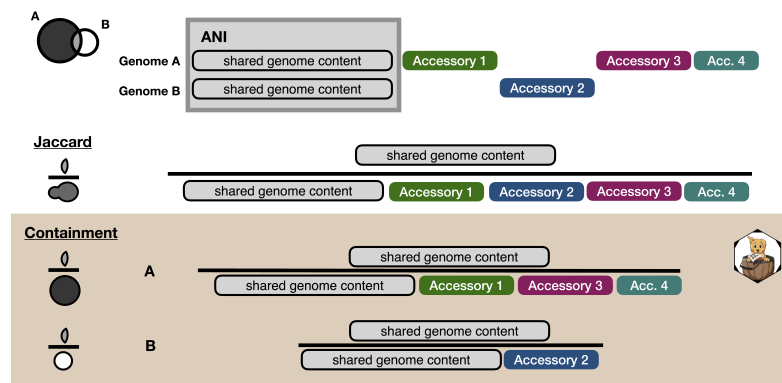 A
B
ANI
Genome A shared genome content Accessory 1 Accessory 3 Acc. 4
Genome B shared genome content Accessory 2
Jaccard
shared genome content
shared genome content Accessory 1 Accessory 2 Accessory 3 Acc. 4
Containment
shared genome content
A
shared genome content Accessory 1 Accessory 3 Acc. 4
shared genome content
B
shared genome content Accessory 2